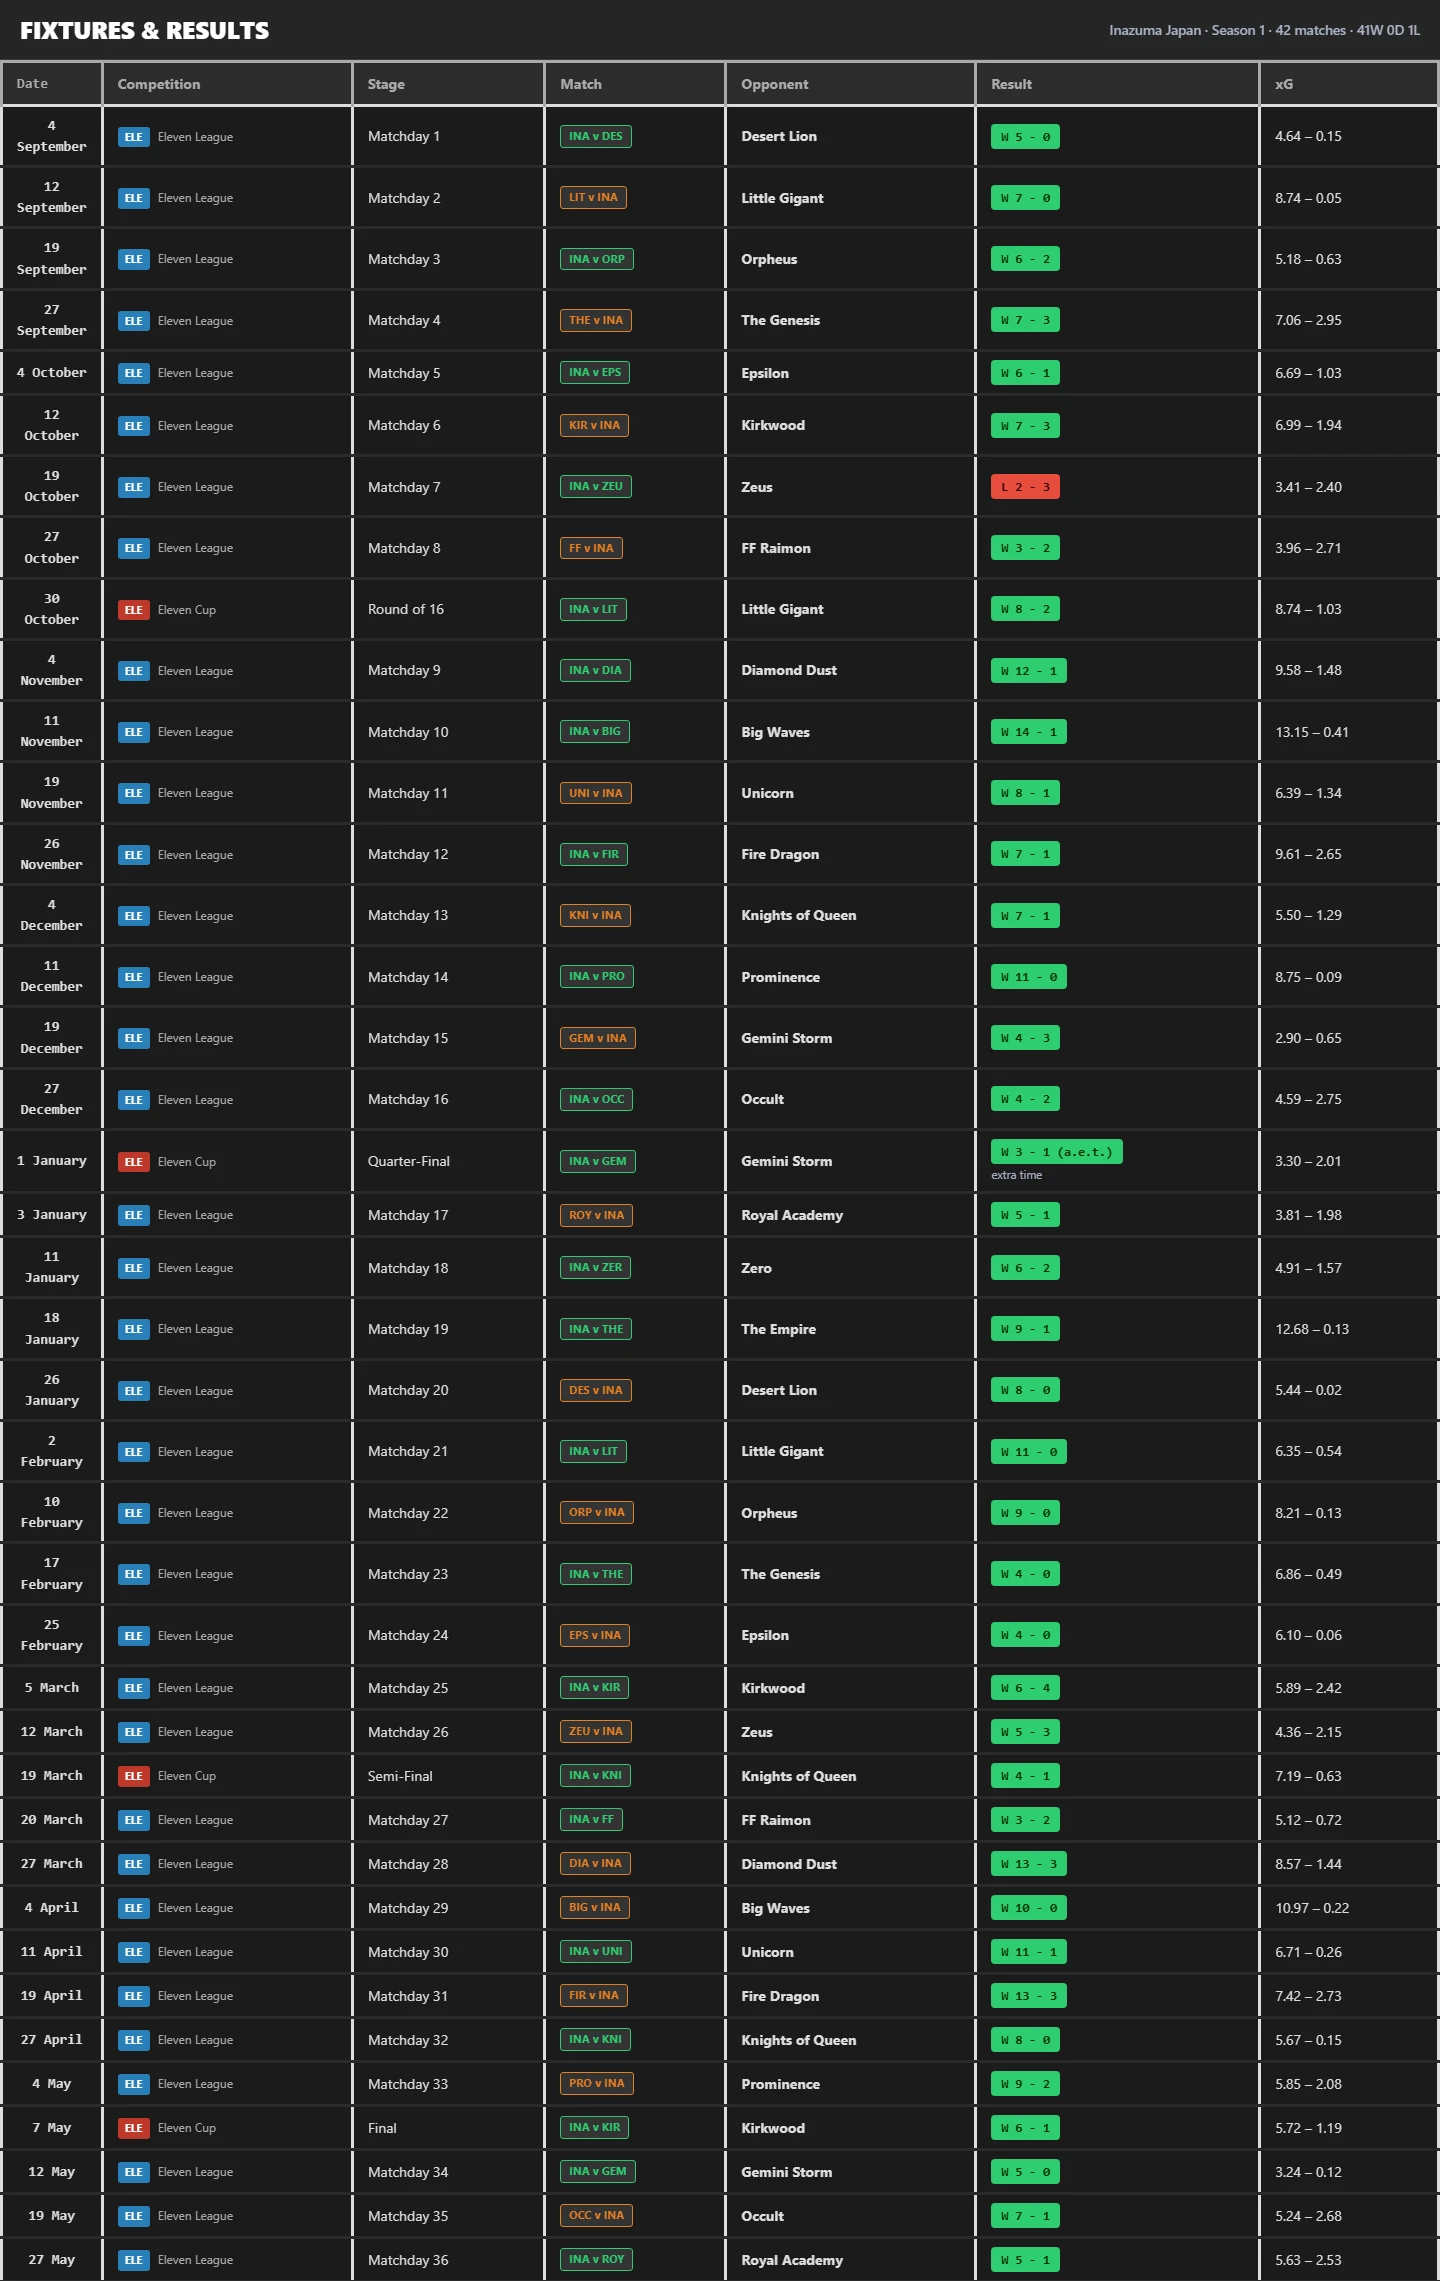 FIXTURES & RESULTS
Inazuma Japan · Season 1 · 42 matches · 41W 0D 1L
Date Competition Stage Match Opponent Result xG
4 September ELE Eleven League Matchday 1 INA v DES Desert Lion W 5 - 0 4.64 – 0.15
12 September ELE Eleven League Matchday 2 LIT v INA Little Gigant W 7 - 0 8.74 – 0.05
19 September ELE Eleven League Matchday 3 INA v ORP Orpheus W 6 - 2 5.18 – 0.63
27 September ELE Eleven League Matchday 4 THE v INA The Genesis W 7 - 3 7.06 – 2.95
4 October ELE Eleven League Matchday 5 INA v EPS Epsilon W 6 - 1 6.69 – 1.03
12 October ELE Eleven League Matchday 6 KIR v INA Kirkwood W 7 - 3 6.99 – 1.94
19 October ELE Eleven League Matchday 7 INA v ZEU Zeus L 2 - 3 3.41 – 2.40
27 October ELE Eleven League Matchday 8 FF v INA FF Raimon W 3 - 2 3.96 – 2.71
30 October ELE Eleven Cup Round of 16 INA v LIT Little Gigant W 8 - 2 8.74 – 1.03
4 November ELE Eleven League Matchday 9 INA v DIA Diamond Dust W 12 - 1 9.58 – 1.48
11 November ELE Eleven League Matchday 10 INA v BIG Big Waves W 14 - 1 13.15 – 0.41
19 November ELE Eleven League Matchday 11 UNI v INA Unicorn W 8 - 1 6.39 – 1.34
26 November ELE Eleven League Matchday 12 INA v FIR Fire Dragon W 7 - 1 9.61 – 2.65
4 December ELE Eleven League Matchday 13 KNI v INA Knights of Queen W 7 - 1 5.50 – 1.29
11 December ELE Eleven League Matchday 14 INA v PRO Prominence W 11 - 0 8.75 – 0.09
19 December ELE Eleven League Matchday 15 GEM v INA Gemini Storm W 4 - 3 2.90 – 0.65
27 December ELE Eleven League Matchday 16 INA v OCC Occult W 4 - 2 4.59 – 2.75
1 January ELE Eleven Cup Quarter-Final INA v GEM Gemini Storm W 3 - 1 (a.e.t.) extra time 3.30 – 2.01
3 January ELE Eleven League Matchday 17 ROY v INA Royal Academy W 5 - 1 3.81 – 1.98
11 January ELE Eleven League Matchday 18 INA v ZER Zero W 6 - 2 4.91 – 1.57
18 January ELE Eleven League Matchday 19 INA v THE The Empire W 9 - 1 12.68 – 0.13
26 January ELE Eleven League Matchday 20 DES v INA Desert Lion W 8 - 0 5.44 – 0.02
2 February ELE Eleven League Matchday 21 INA v LIT Little Gigant W 11 - 0 6.35 – 0.54
10 February ELE Eleven League Matchday 22 ORP v INA Orpheus W 9 - 0 8.21 – 0.13
17 February ELE Eleven League Matchday 23 INA v THE The Genesis W 4 - 0 6.86 – 0.49
25 February ELE Eleven League Matchday 24 EPS v INA Epsilon W 4 - 0 6.10 – 0.06
5 March ELE Eleven League Matchday 25 INA v KIR Kirkwood W 6 - 4 5.89 – 2.42
12 March ELE Eleven League Matchday 26 ZEU v INA Zeus W 5 - 3 4.36 – 2.15
19 March ELE Eleven Cup Semi-Final INA v KNI Knights of Queen W 4 - 1 7.19 – 0.63
20 March ELE Eleven League Matchday 27 INA v FF FF Raimon W 3 - 2 5.12 – 0.72
27 March ELE Eleven League Matchday 28 DIA v INA Diamond Dust W 13 - 3 8.57 – 1.44
4 April ELE Eleven League Matchday 29 BIG v INA Big Waves W 10 - 0 10.97 – 0.22
11 April ELE Eleven League Matchday 30 INA v UNI Unicorn W 11 - 1 6.71 – 0.26
19 April ELE Eleven League Matchday 31 FIR v INA Fire Dragon W 13 - 3 7.42 – 2.73
27 April ELE Eleven League Matchday 32 INA v KNI Knights of Queen W 8 - 0 5.67 – 0.15
4 May ELE Eleven League Matchday 33 PRO v INA Prominence W 9 - 2 5.85 – 2.08
7 May ELE Eleven Cup Final INA v KIR Kirkwood W 6 - 1 5.72 – 1.19
12 May ELE Eleven League Matchday 34 INA v GEM Gemini Storm W 5 - 0 3.24 – 0.12
19 May ELE Eleven League Matchday 35 OCC v INA Occult W 7 - 1 5.24 – 2.68
27 May ELE Eleven League Matchday 36 INA v ROY Royal Academy W 5 - 1 5.63 – 2.53